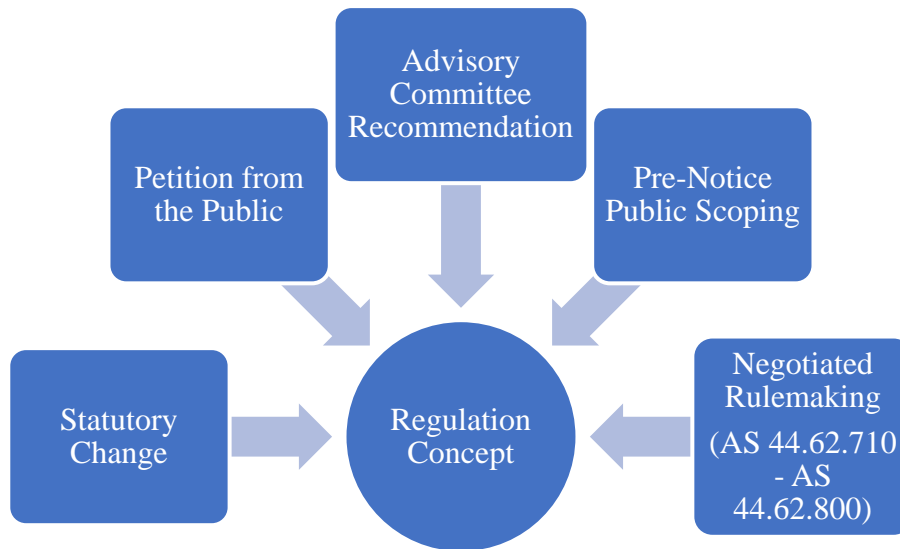 Advisory
Committee
Recommendation
Petition from
the Public
Pre-Notice
Public Scoping
Statutory
Change
Regulation
Concept
Negotiated
Rulemaking
(AS 44.62.710
- AS
44.62.800)